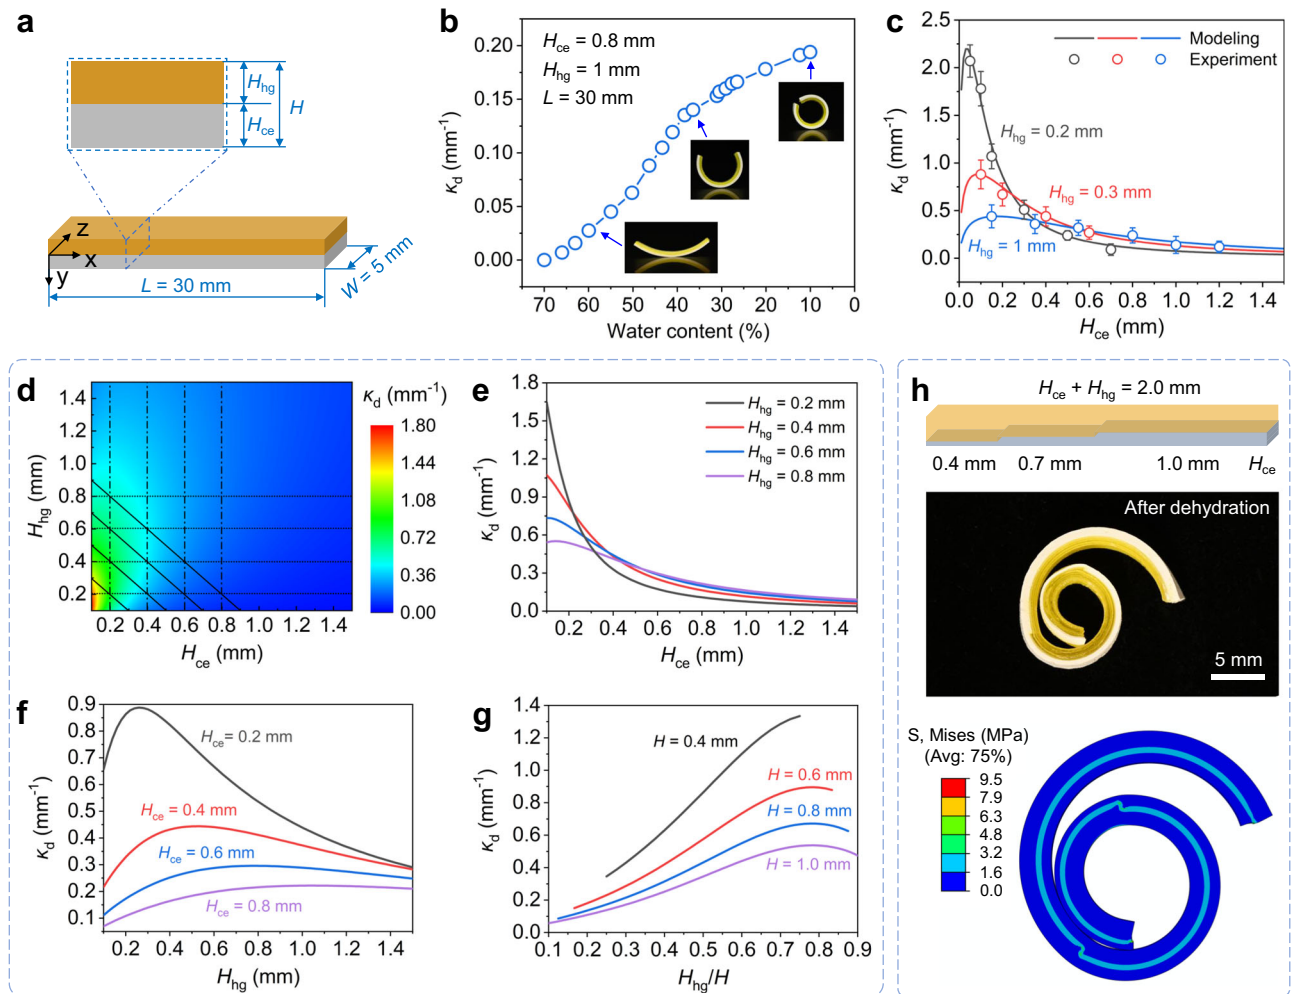 a
H_hg
H_ce
H
z
x
y
L = 30 mm
W = 5 mm
b
κ_d (mm⁻¹)
0.20
0.15
0.10
0.05
0.00
H_ce = 0.8 mm
H_hg = 1 mm
L = 30 mm
70 60 50 40 30 20 10 0
Water content (%)
c
κ_d (mm⁻¹)
2.5
2.0
1.5
1.0
0.5
0.0
Modeling
Experiment
H_hg = 0.2 mm
H_hg = 0.3 mm
H_hg = 1 mm
0.0 0.2 0.4 0.6 0.8 1.0 1.2 1.4
H_ce (mm)
d
H_hg (mm)
1.4
1.2
1.0
0.8
0.6
0.4
0.2
0.2 0.4 0.6 0.8 1.0 1.2 1.4
H_ce (mm)
κ_d (mm⁻¹)
1.80
1.44
1.08
0.72
0.36
0.00
e
κ_d (mm⁻¹)
1.8
1.5
1.2
0.9
0.6
0.3
0.0
H_hg = 0.2 mm
H_hg = 0.4 mm
H_hg = 0.6 mm
H_hg = 0.8 mm
0.2 0.4 0.6 0.8 1.0 1.2 1.4
H_ce (mm)
f
κ_d (mm⁻¹)
0.9
0.8
0.7
0.6
0.5
0.4
0.3
0.2
0.1
H_ce = 0.2 mm
H_ce = 0.4 mm
H_ce = 0.6 mm
H_ce = 0.8 mm
0.2 0.4 0.6 0.8 1.0 1.2 1.4
H_hg (mm)
g
κ_d (mm⁻¹)
1.4
1.2
1.0
0.8
0.6
0.4
0.2
0.0
H = 0.4 mm
H = 0.6 mm
H = 0.8 mm
H = 1.0 mm
0.1 0.2 0.3 0.4 0.5 0.6 0.7 0.8 0.9
H_hg/H
h
H_ce + H_hg = 2.0 mm
0.4 mm 0.7 mm 1.0 mm H_ce
After dehydration
5 mm
S, Mises (MPa)
(Avg: 75%)
9.5
7.9
6.3
4.8
3.2
1.6
0.0